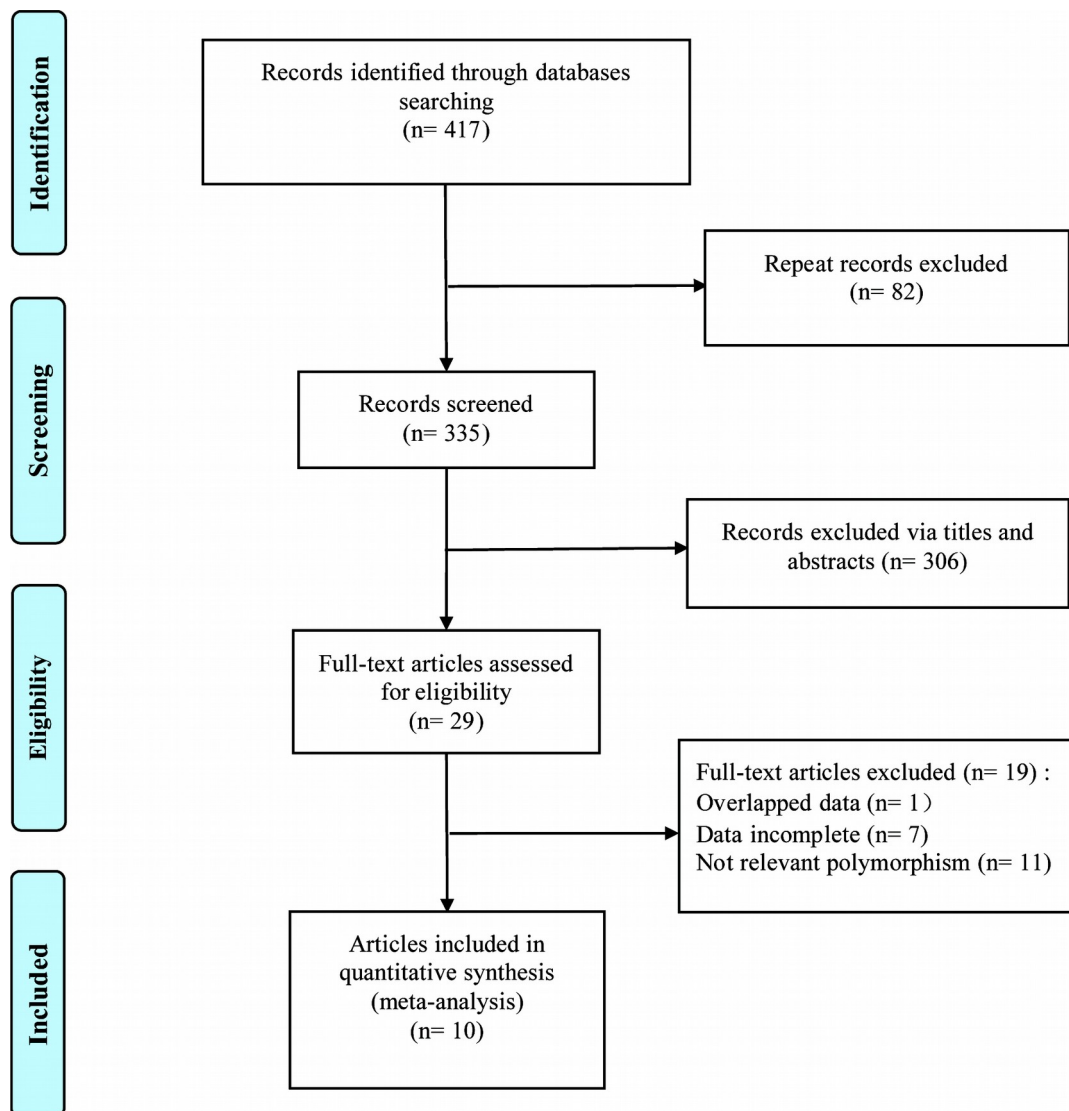 Identification
Records identified through databases
searching
(n= 417)
Repeat records excluded
(n= 82)
Screening
Records screened
(n= 335)
Records excluded via titles and
abstracts (n= 306)
Eligibility
Full-text articles assessed
for eligibility
(n= 29)
Full-text articles excluded (n= 19) :
Overlapped data (n= 1）
Data incomplete (n= 7)
Not relevant polymorphism (n= 11)
Included
Articles included in
quantitative synthesis
(meta-analysis)
(n= 10)